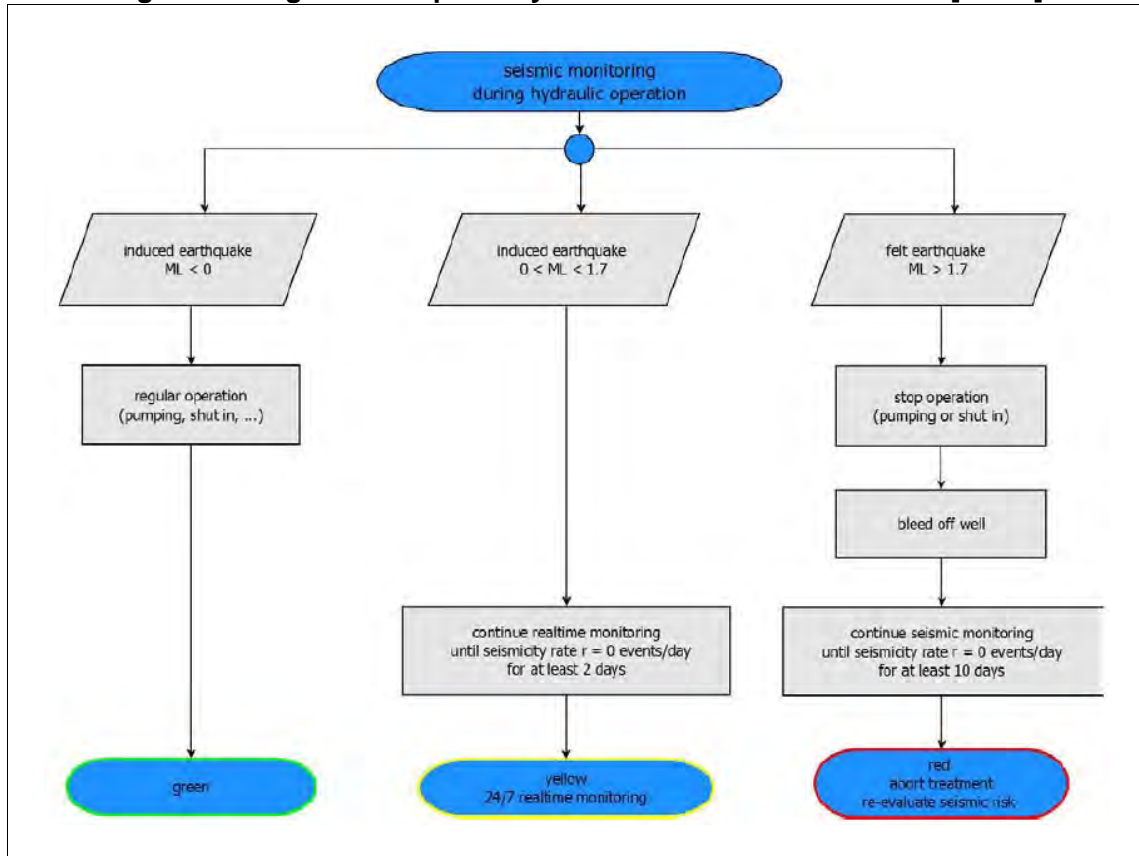 seismic monitoring
during hydraulic operation
induced earthquake
ML < 0
induced earthquake
0 < ML < 1.7
felt earthquake
ML > 1.7
regular operation
(pumping, shut in, ...)
stop operation
(pumping or shut in)
bleed off well
continue realtime monitoring
until seismicity rate r = 0 events/day
for at least 2 days
continue seismic monitoring
until seismicity rate r = 0 events/day
for at least 10 days
green
yellow
24/7 realtime monitoring
red
abort treatment
re-evaluate seismic risk